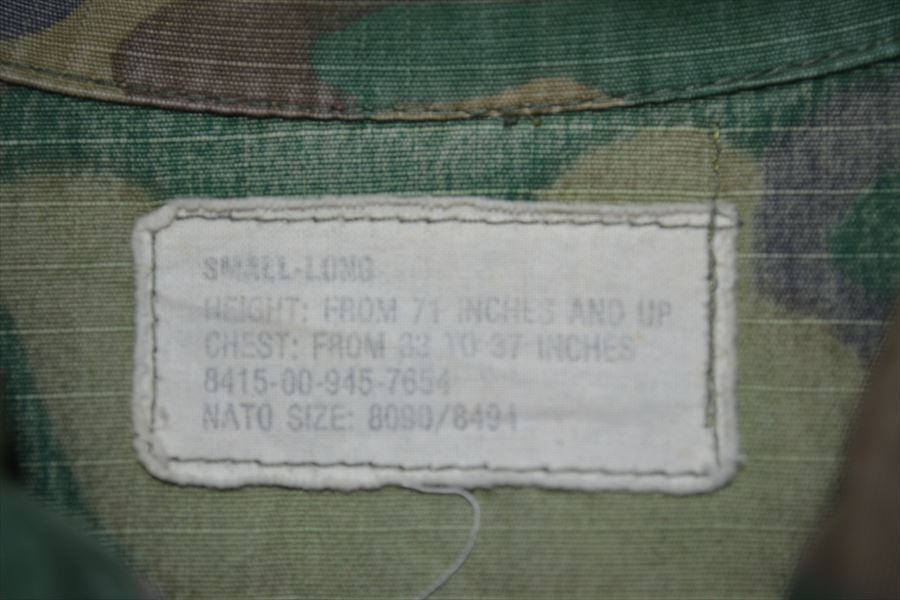 SMALL-LONG
HEIGHT: FROM 71 INCHES AND UP
CHEST: FROM 33 TO 37 INCHES
8415-00-945-7654
NATO SIZE: 8090/8494